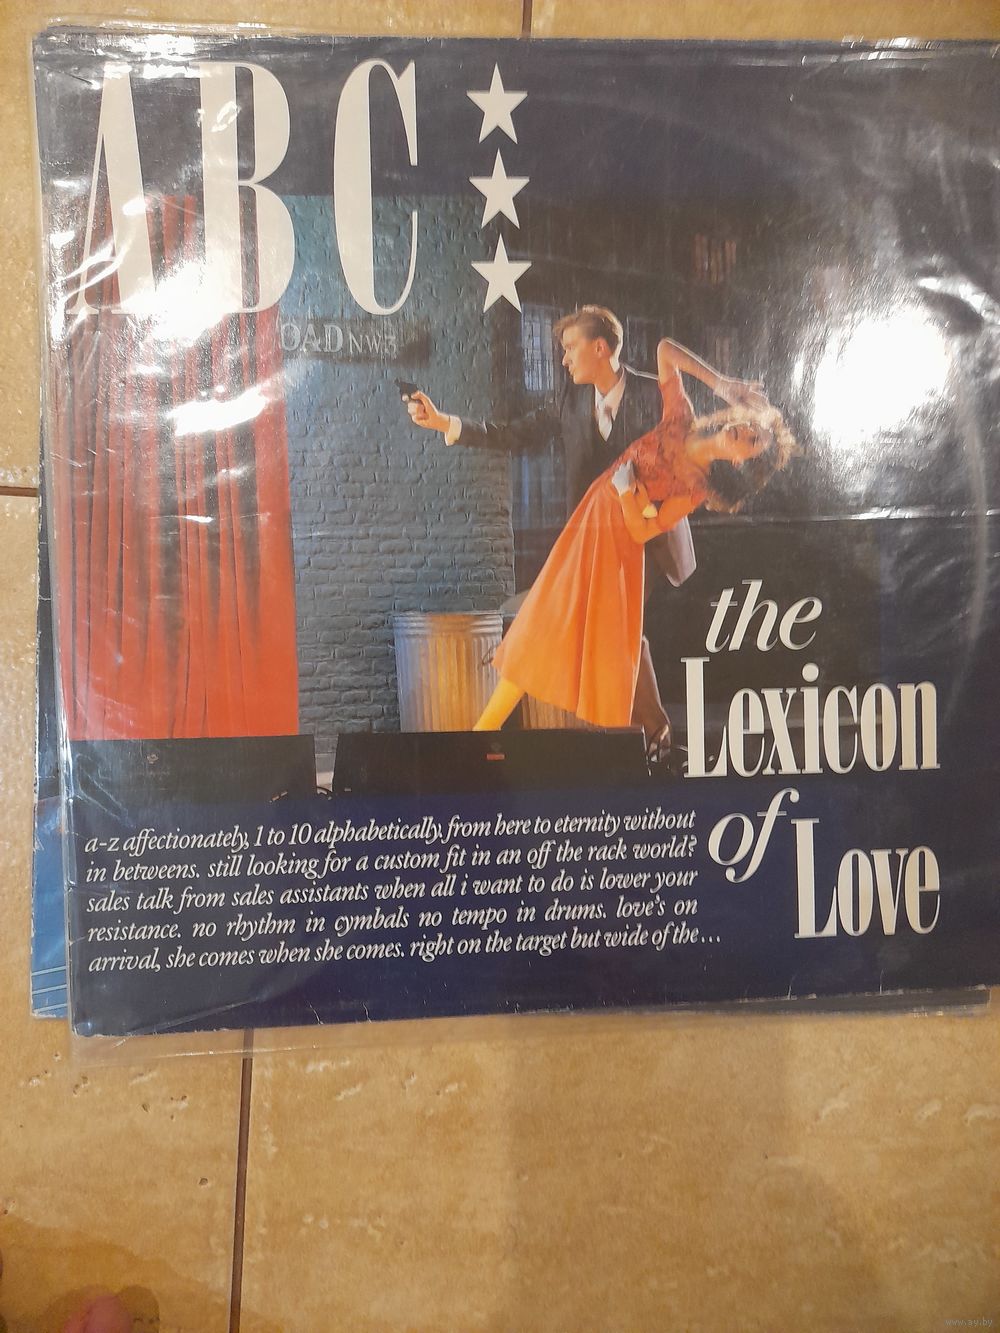 ABC
OAD NW3
the
Lexicon
of
Love
a-z affectionately, 1 to 10 alphabetically. from here to eternity without
in betweens. still looking for a custom fit in an off the rack world?
sales talk from sales assistants when all i want to do is lower your
resistance. no rhythm in cymbals no tempo in drums. love's on
arrival, she comes when she comes. right on the target but wide of the...
www.ay.by